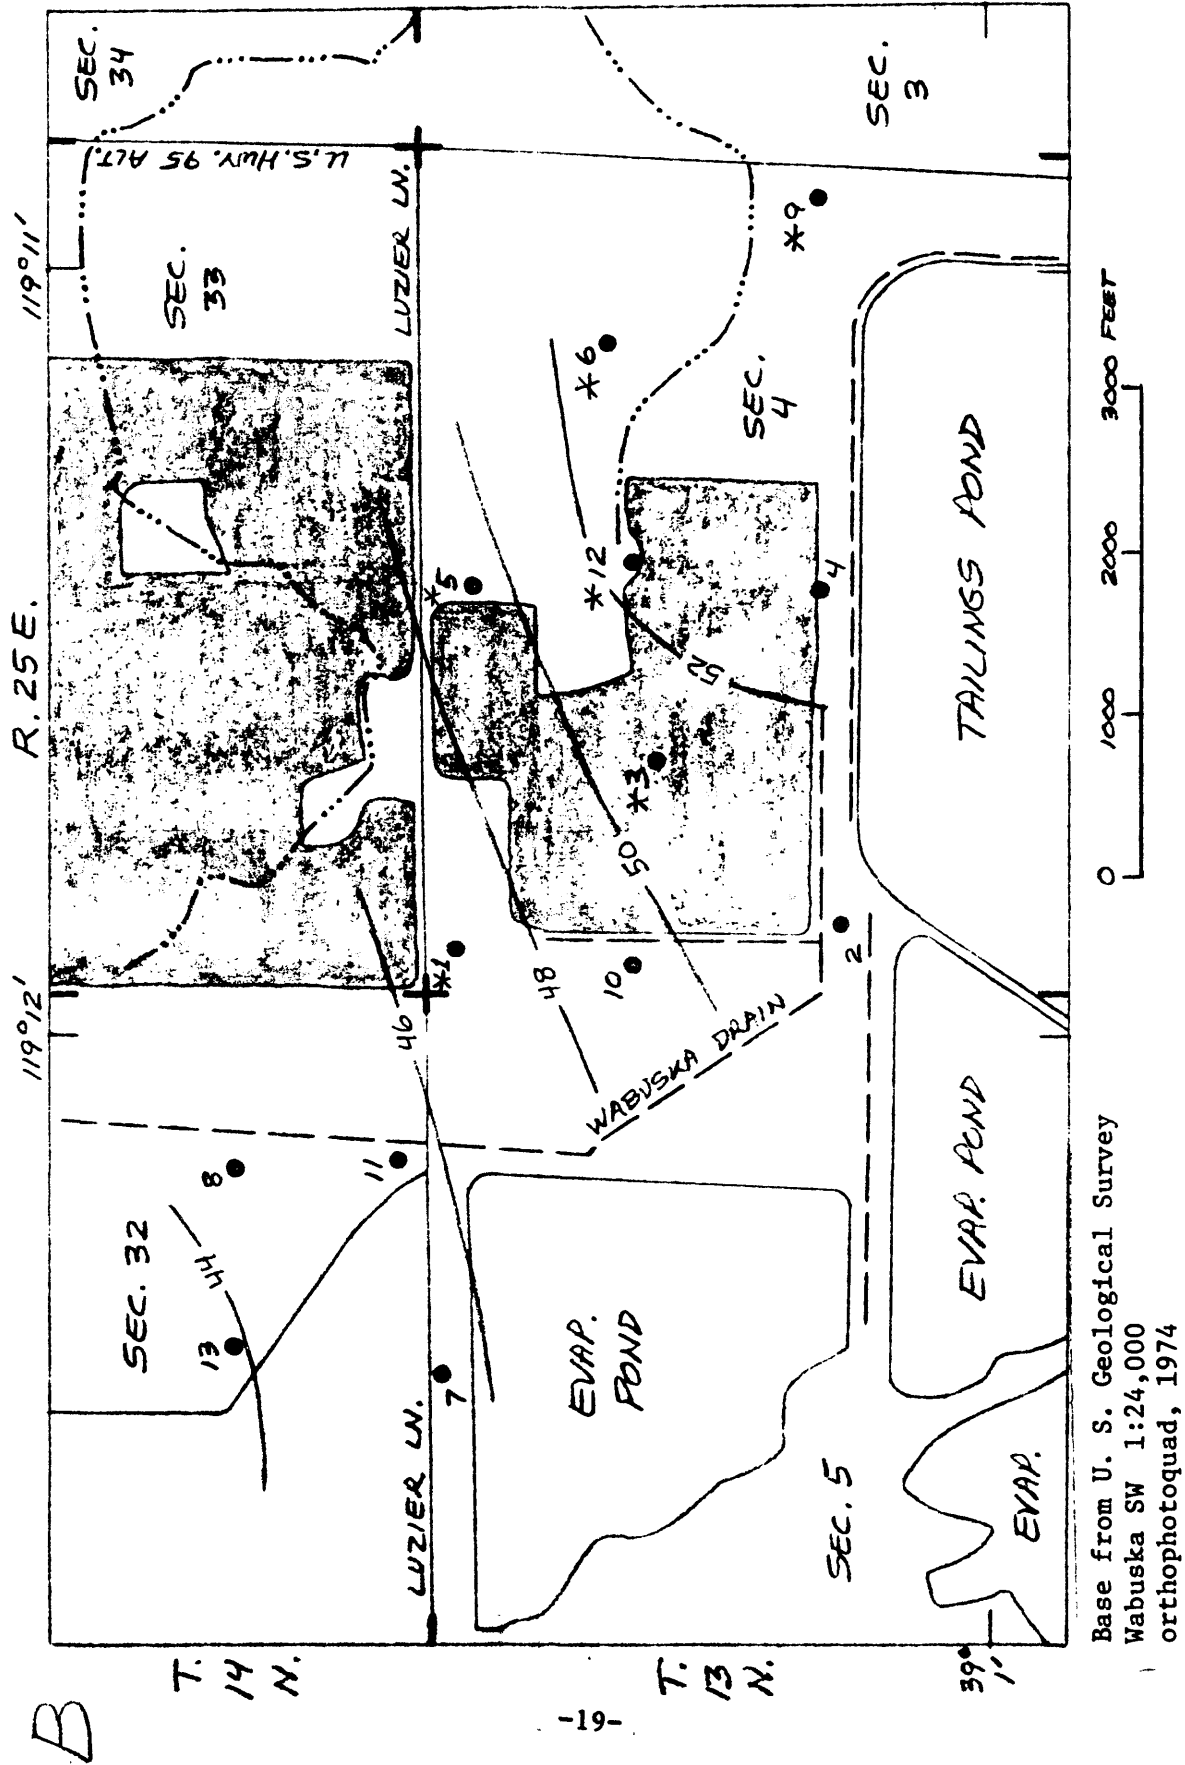 B
R. 25 E.
119°12'
119°11'
T.
14
N.
T.
13
N.
39°
1'
SEC. 32
SEC.
33
SEC.
34
U.S. HWY. 95 ALT.
44
13
8
11
LUZIER LN.
LUZIER LN.
7
46
*1
*5
48
10
50
*3
*12
*6
52
*9
4
2
WABUSKA DRAIN
EVAP.
POND
SEC. 5
SEC.
4
SEC.
3
EVAP.
EVAP. POND
TAILINGS POND
0 1000 2000 3000 FEET
Base from U. S. Geological Survey
Wabuska SW 1:24,000
orthophotoquad, 1974
-19-